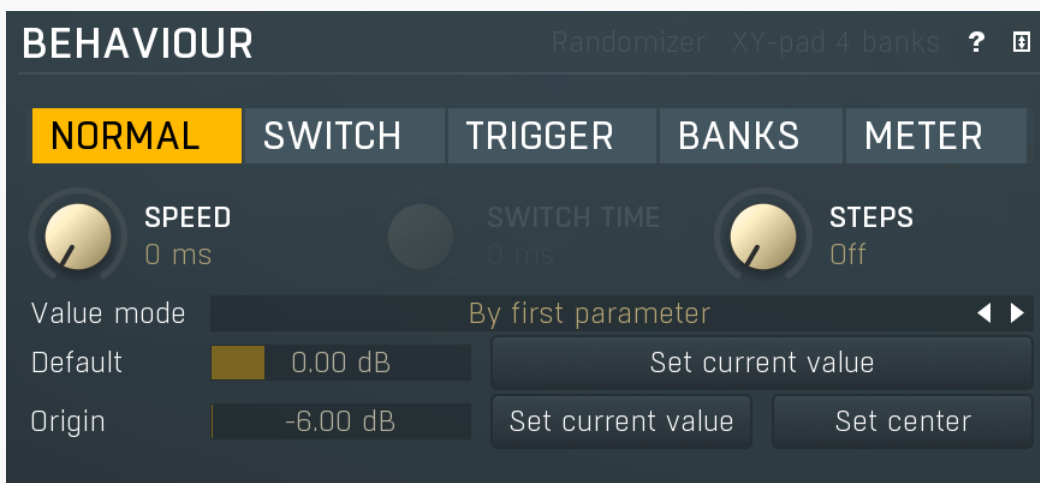 BEHAVIOUR Randomizer XY-pad 4 banks ?
NORMAL SWITCH TRIGGER BANKS METER
SPEED SWITCH TIME STEPS
0 ms 0 ms Off
Value mode By first parameter
Default 0.00 dB Set current value
Origin -6.00 dB Set current value Set center